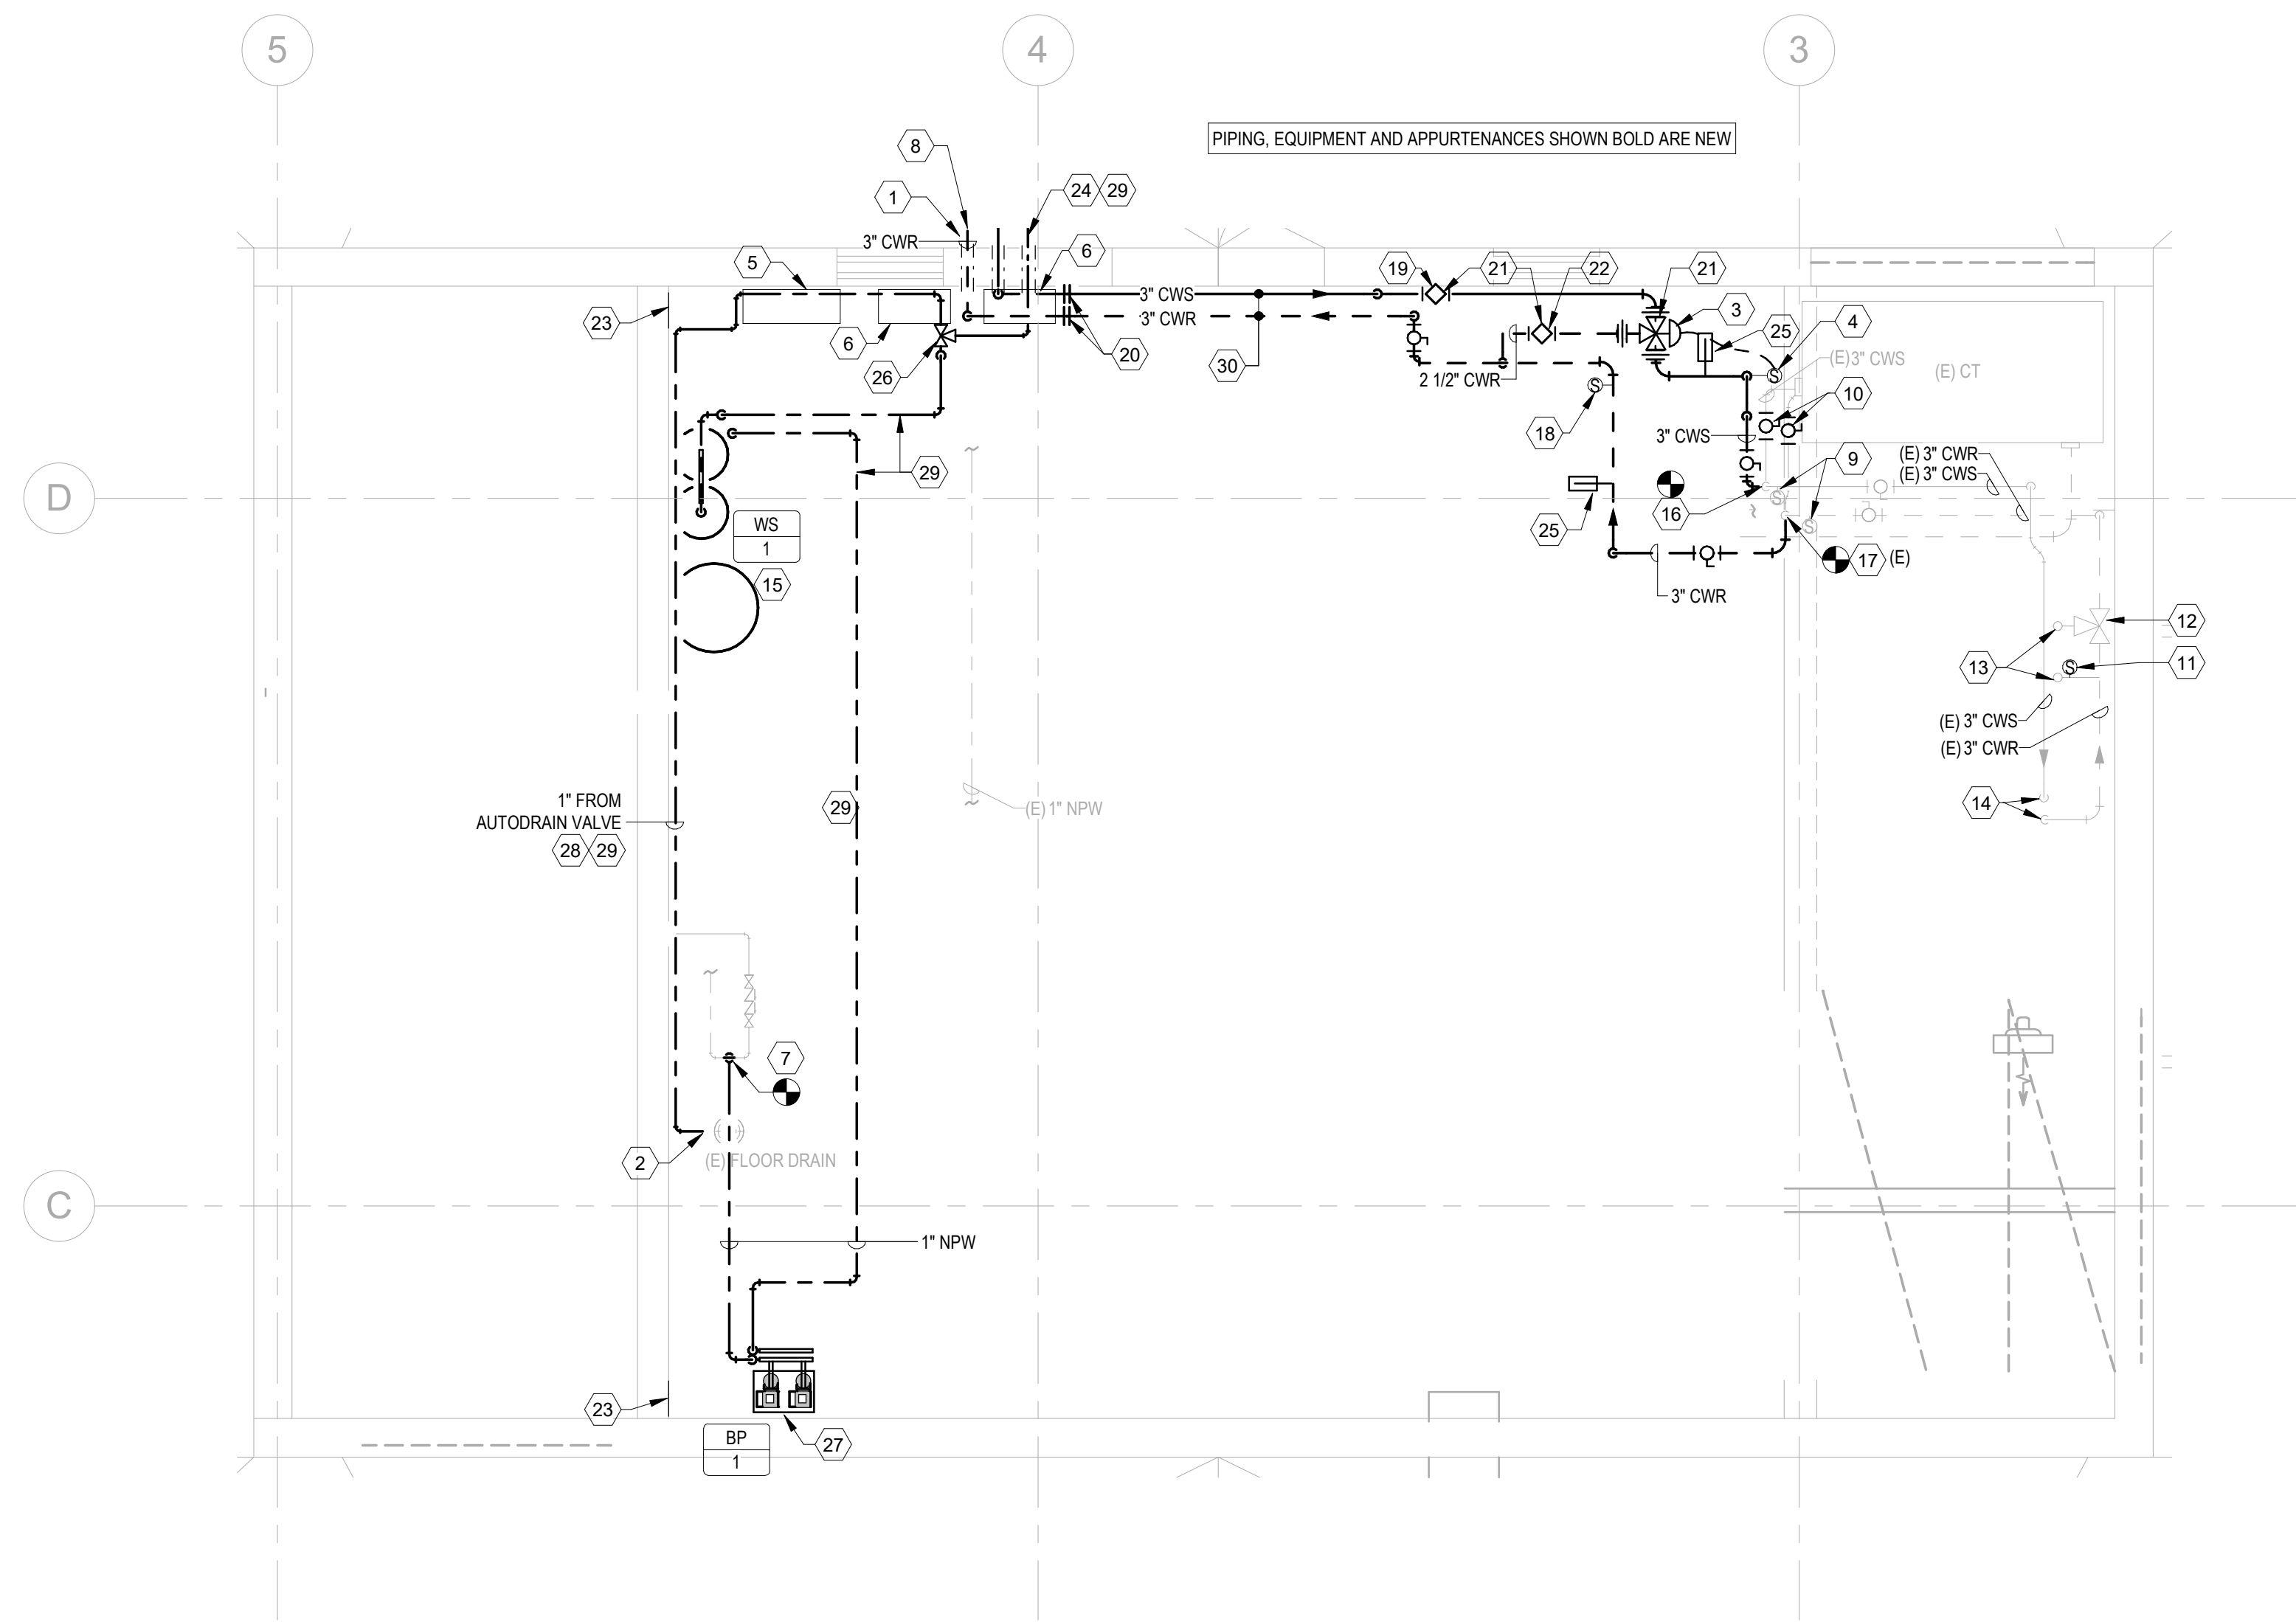 5
4
3
PIPING, EQUIPMENT AND APPURTENANCES SHOWN BOLD ARE NEW
8
1
24 29
3" CWR
6
5
19
21
22
21
3" CWS
3" CWR
23
6
20
30
26
3
25
4
(E) 3" CWS
(E) CT
2 1/2" CWR
S
S
10
18
3" CWS
29
9
(E) 3" CWR
(E) 3" CWS
D
16
S
S
25
WS
1
17 (E)
15
3" CWR
12
13
S
11
(E) 3" CWS
(E) 3" CWR
1" FROM
AUTODRAIN VALVE
28 29
29
(E) 1" NPW
14
7
2
(E) FLOOR DRAIN
C
1" NPW
23
BP
1
27